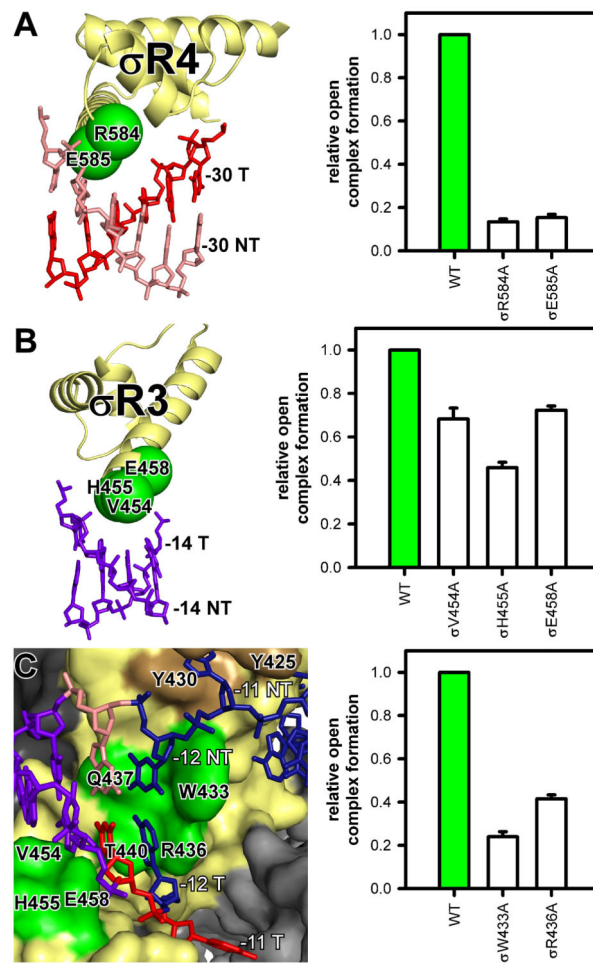 A
σR4
R584
E585
-30 T
-30 NT
relative open
complex formation
1.0
0.8
0.6
0.4
0.2
0.0
WT
σR584A
σE585A
B
σR3
E458
H455
V454
-14 T
-14 NT
relative open
complex formation
1.0
0.8
0.6
0.4
0.2
0.0
WT
σV454A
σH455A
σE458A
C
Y430
Y425
-11 NT
-12 NT
Q437
W433
V454
T440
R436
H455
E458
-12 T
-11 T
relative open
complex formation
1.0
0.8
0.6
0.4
0.2
0.0
WT
σW433A
σR436A